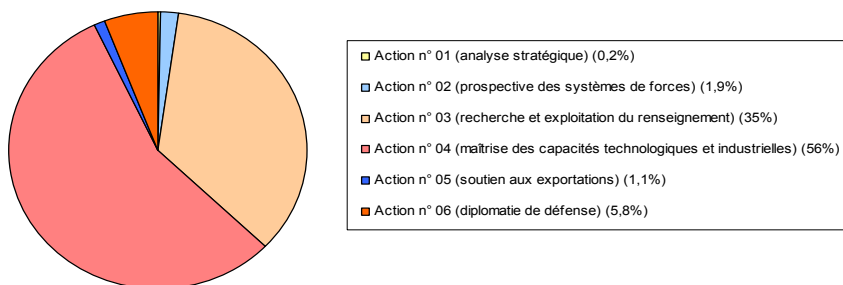 Action n° 01 (analyse stratégique) (0,2%)
Action n° 02 (prospective des systèmes de forces) (1,9%)
Action n° 03 (recherche et exploitation du renseignement) (35%)
Action n° 04 (maîtrise des capacités technologiques et industrielles) (56%)
Action n° 05 (soutien aux exportations) (1,1%)
Action n° 06 (diplomatie de défense) (5,8%)